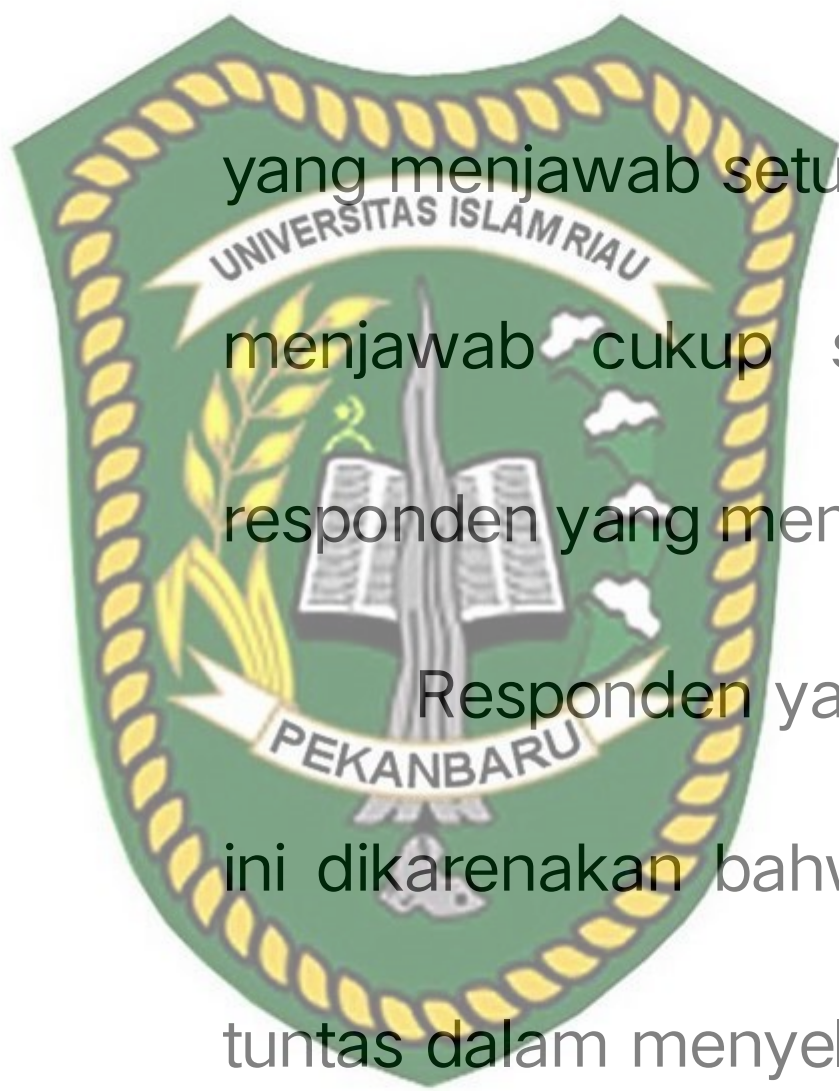 yang menjawab
UNIVERSITAS ISLAM RIAU
menjawab cukup
responden yang
Responden
PEKANBARU
ini dikarenakan
tuntas dalam